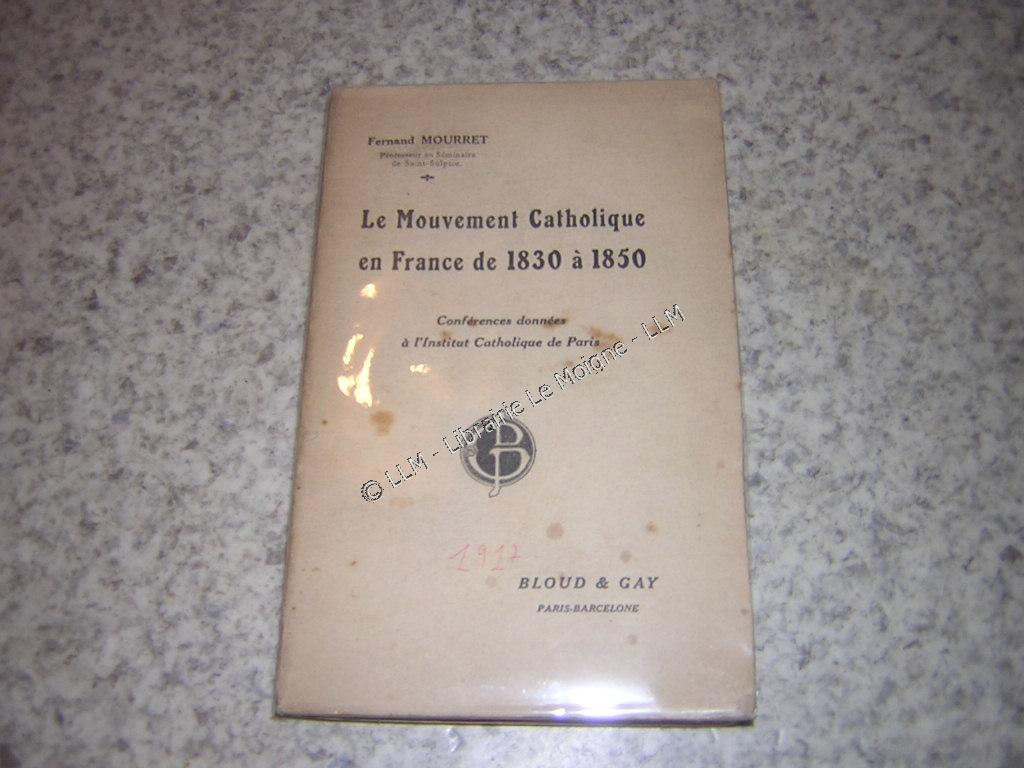 Fernand MOURRET
Professeur au Séminaire
de Saint-Sulpice.
Le Mouvement Catholique
en France de 1830 à 1850
Conférences données
à l'Institut Catholique de Paris
© LLM - Librairie Le Moigne - LLM
1917
BLOUD & GAY
PARIS-BARCELONE